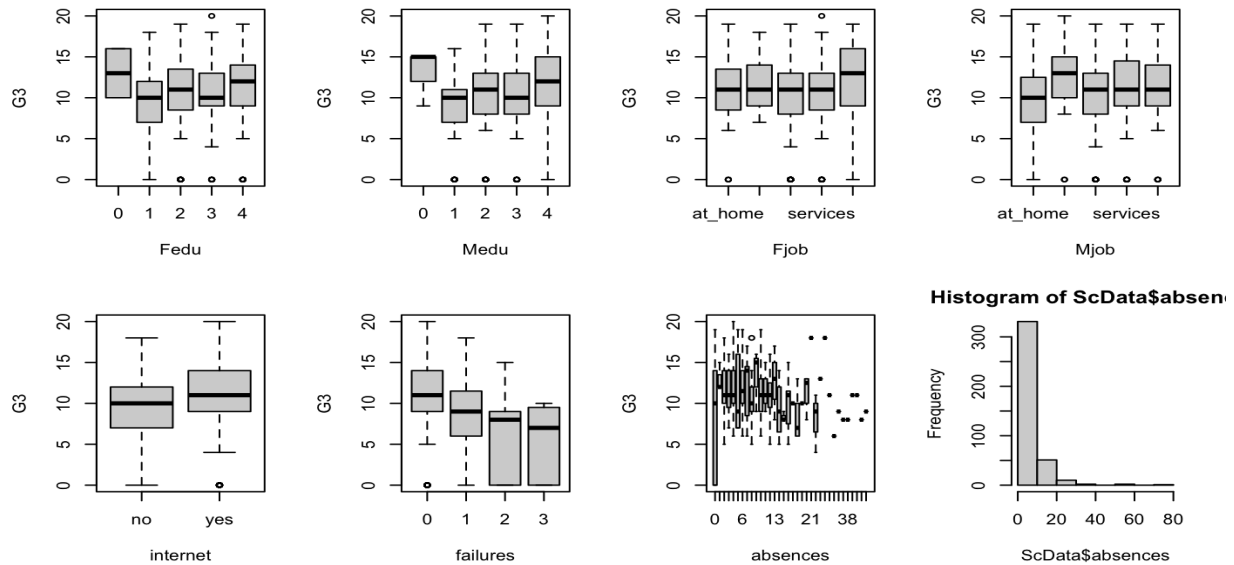 G3
20
15
10
5
0
0 1 2 3 4
Fedu
G3
20
15
10
5
0
0 1 2 3 4
Medu
G3
20
15
10
5
0
at_home services
Fjob
G3
20
15
10
5
0
at_home services
Mjob
G3
20
15
10
5
0
no yes
internet
G3
20
15
10
5
0
0 1 2 3
failures
G3
20
15
10
5
0
0 6 13 21 38
absences
Histogram of ScData$absenc
Frequency
300
200
100
0
0 20 40 60 80
ScData$absences